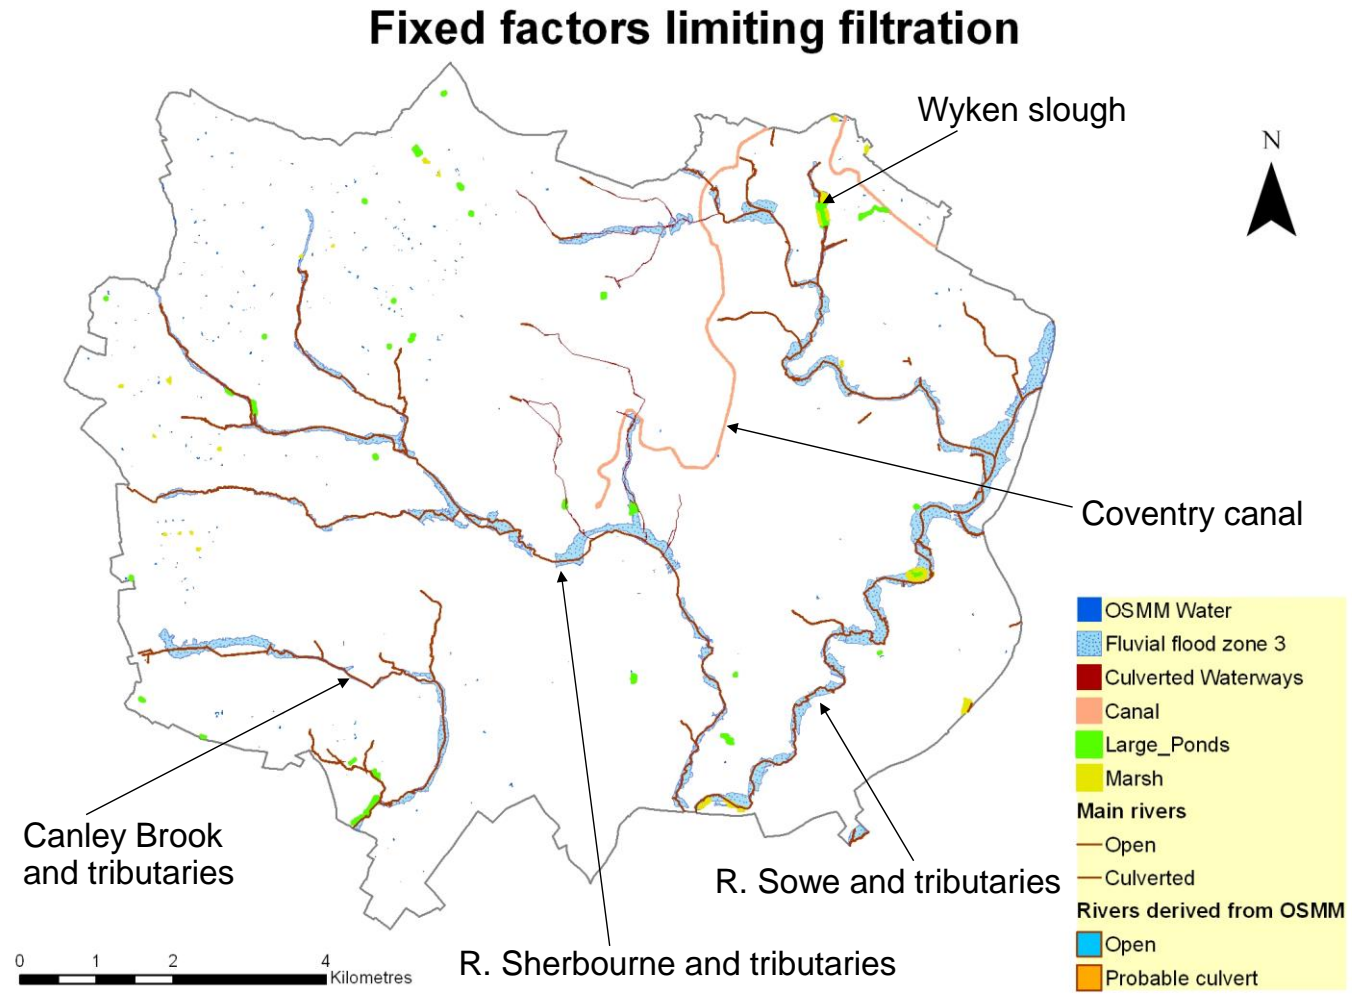 Fixed factors limiting filtration
Wyken slough
N
Coventry canal
OSMM Water
Fluvial flood zone 3
Culverted Waterways
Canal
Large_Ponds
Marsh
Main rivers
Open
Culverted
Rivers derived from OSMM
Open
Probable culvert
Canley Brook
and tributaries
R. Sowe and tributaries
R. Sherbourne and tributaries
0 1 2 4
Kilometres